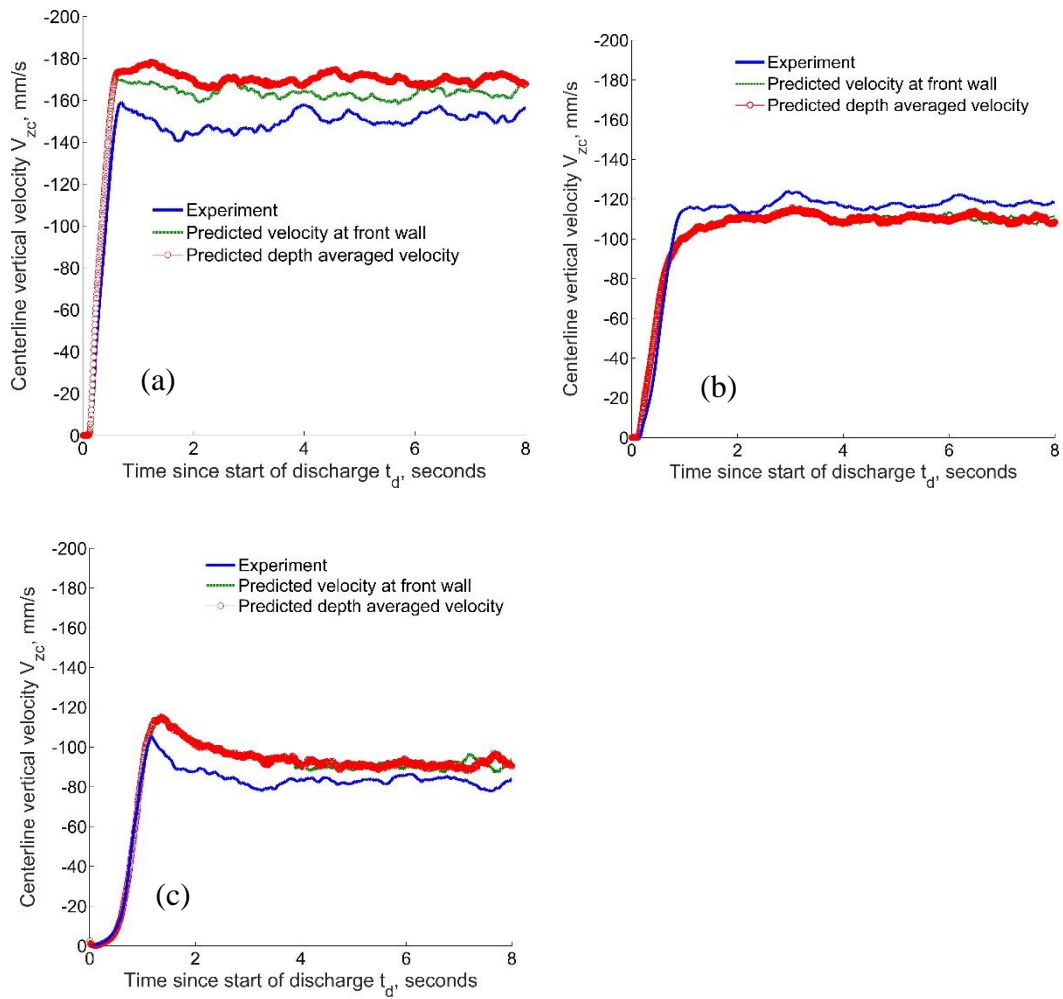 -200
-180
-160
-140
-120
-100
-80
-60
-40
-20
0
Centerline vertical velocity V_zc, mm/s
Experiment
Predicted velocity at front wall
Predicted depth averaged velocity
(a)
0 2 4 6 8
Time since start of discharge t_d, seconds
-200
-180
-160
-140
-120
-100
-80
-60
-40
-20
0
Centerline vertical velocity V_zc, mm/s
Experiment
Predicted velocity at front wall
Predicted depth averaged velocity
(b)
0 2 4 6 8
Time since start of discharge t_d, seconds
-200
-180
-160
-140
-120
-100
-80
-60
-40
-20
0
Centerline vertical velocity V_zc, mm/s
Experiment
Predicted velocity at front wall
Predicted depth averaged velocity
(c)
0 2 4 6 8
Time since start of discharge t_d, seconds